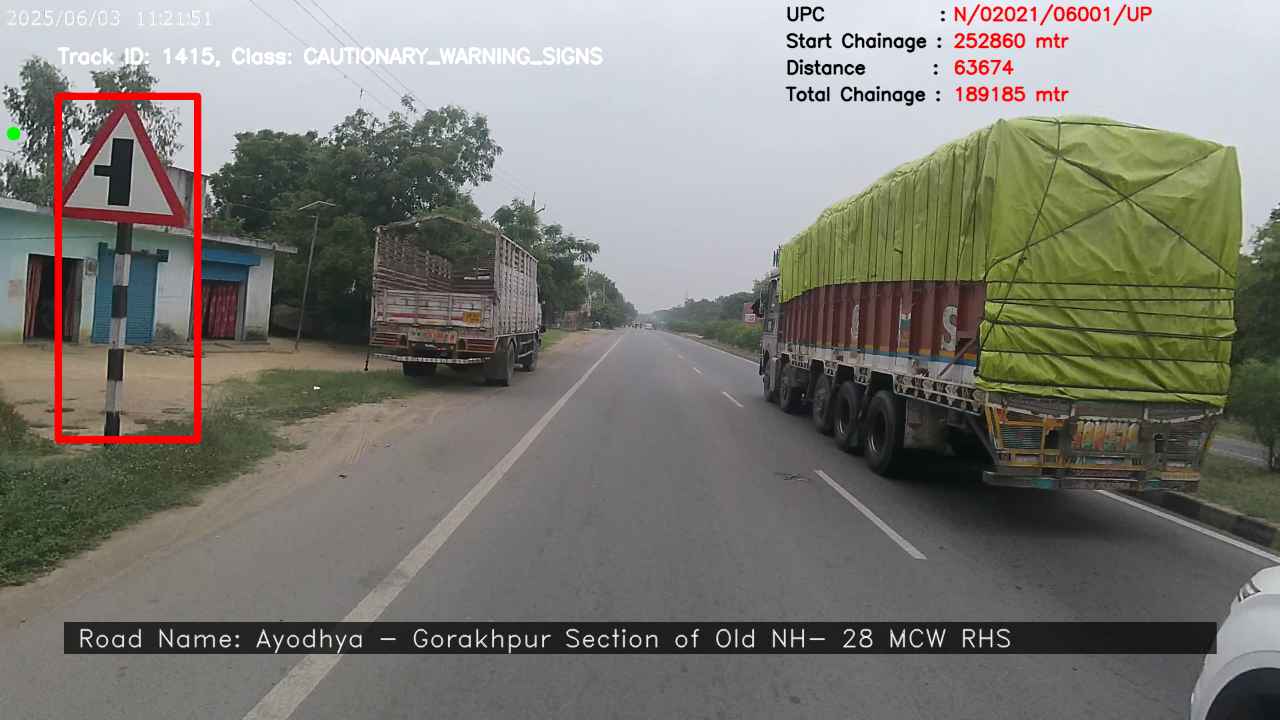 2025/06/03 11:21:51
Track ID: 1415, Class: CAUTIONARY_WARNING_SIGNS
UPC : N/02021/06001/UP
Start Chainage : 252860 mtr
Distance : 63674
Total Chainage : 189185 mtr
Road Name: Ayodhya - Gorakhpur Section of Old NH- 28 MCW RHS